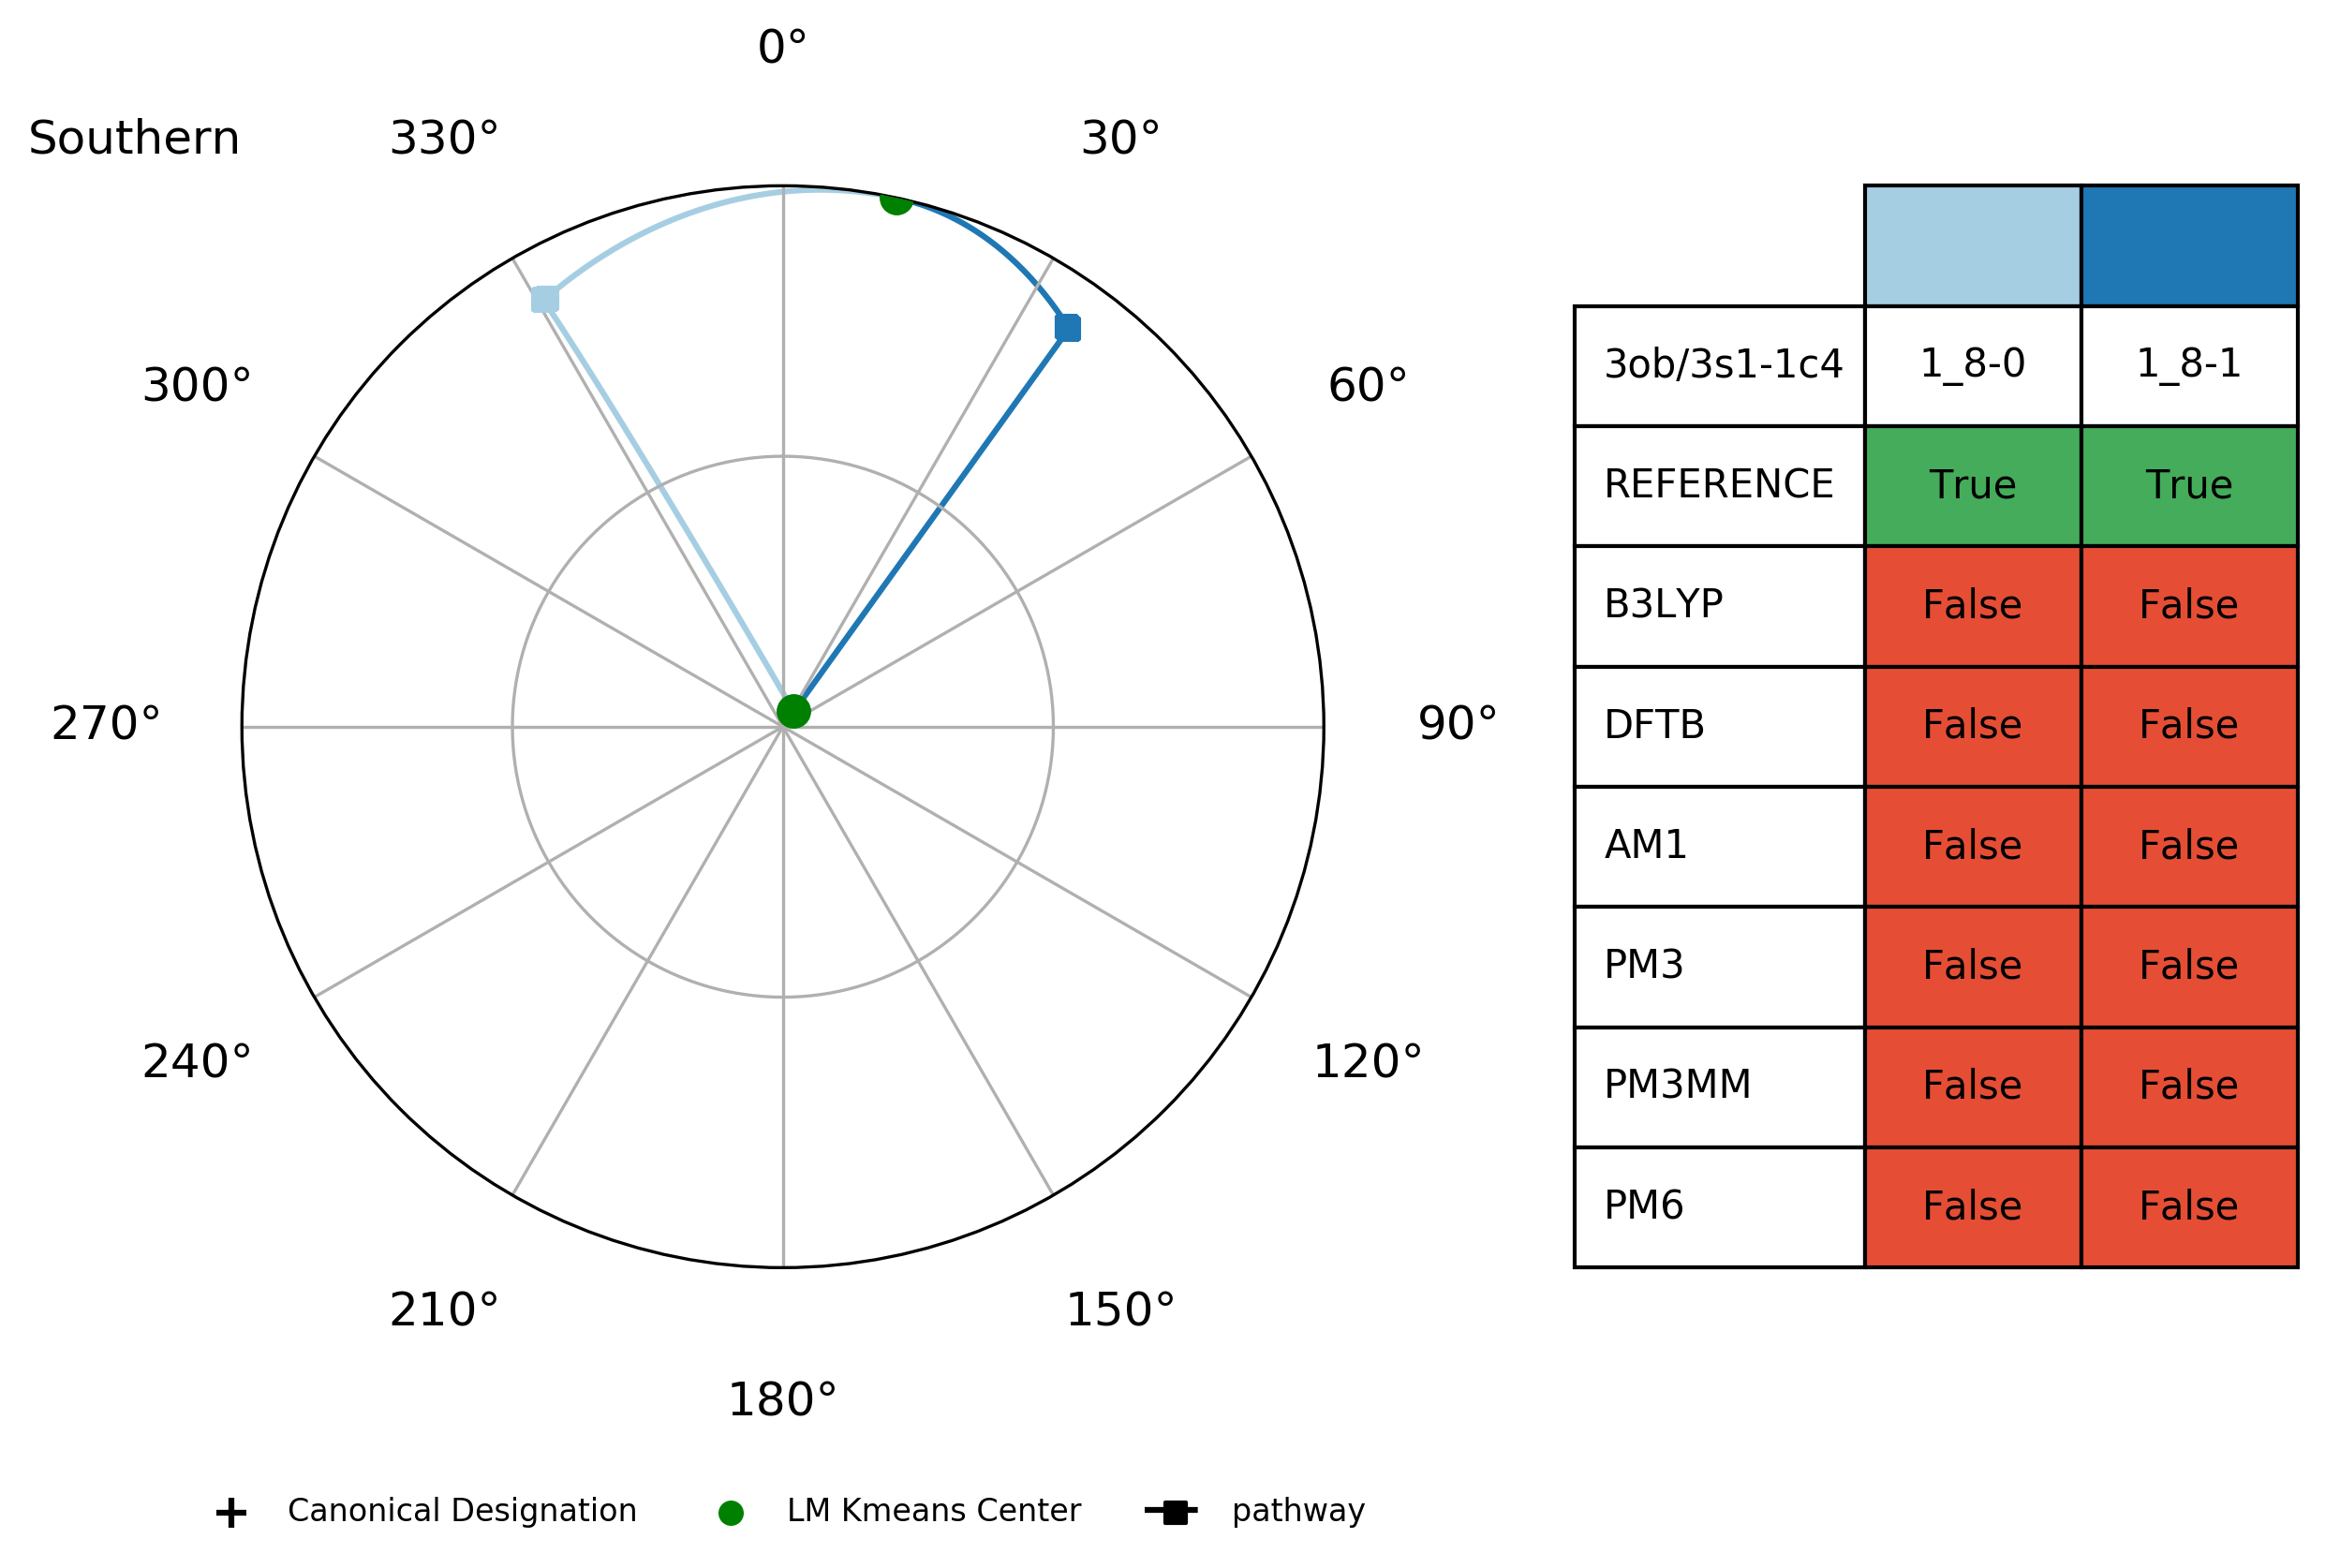 0°
Southern 330° 30°
300° 60°
270° 90°
240° 120°
210° 150°
180°
3ob/3s1-1c4 1_8-0 1_8-1
REFERENCE True True
B3LYP False False
DFTB False False
AM1 False False
PM3 False False
PM3MM False False
PM6 False False
Canonical Designation LM Kmeans Center pathway